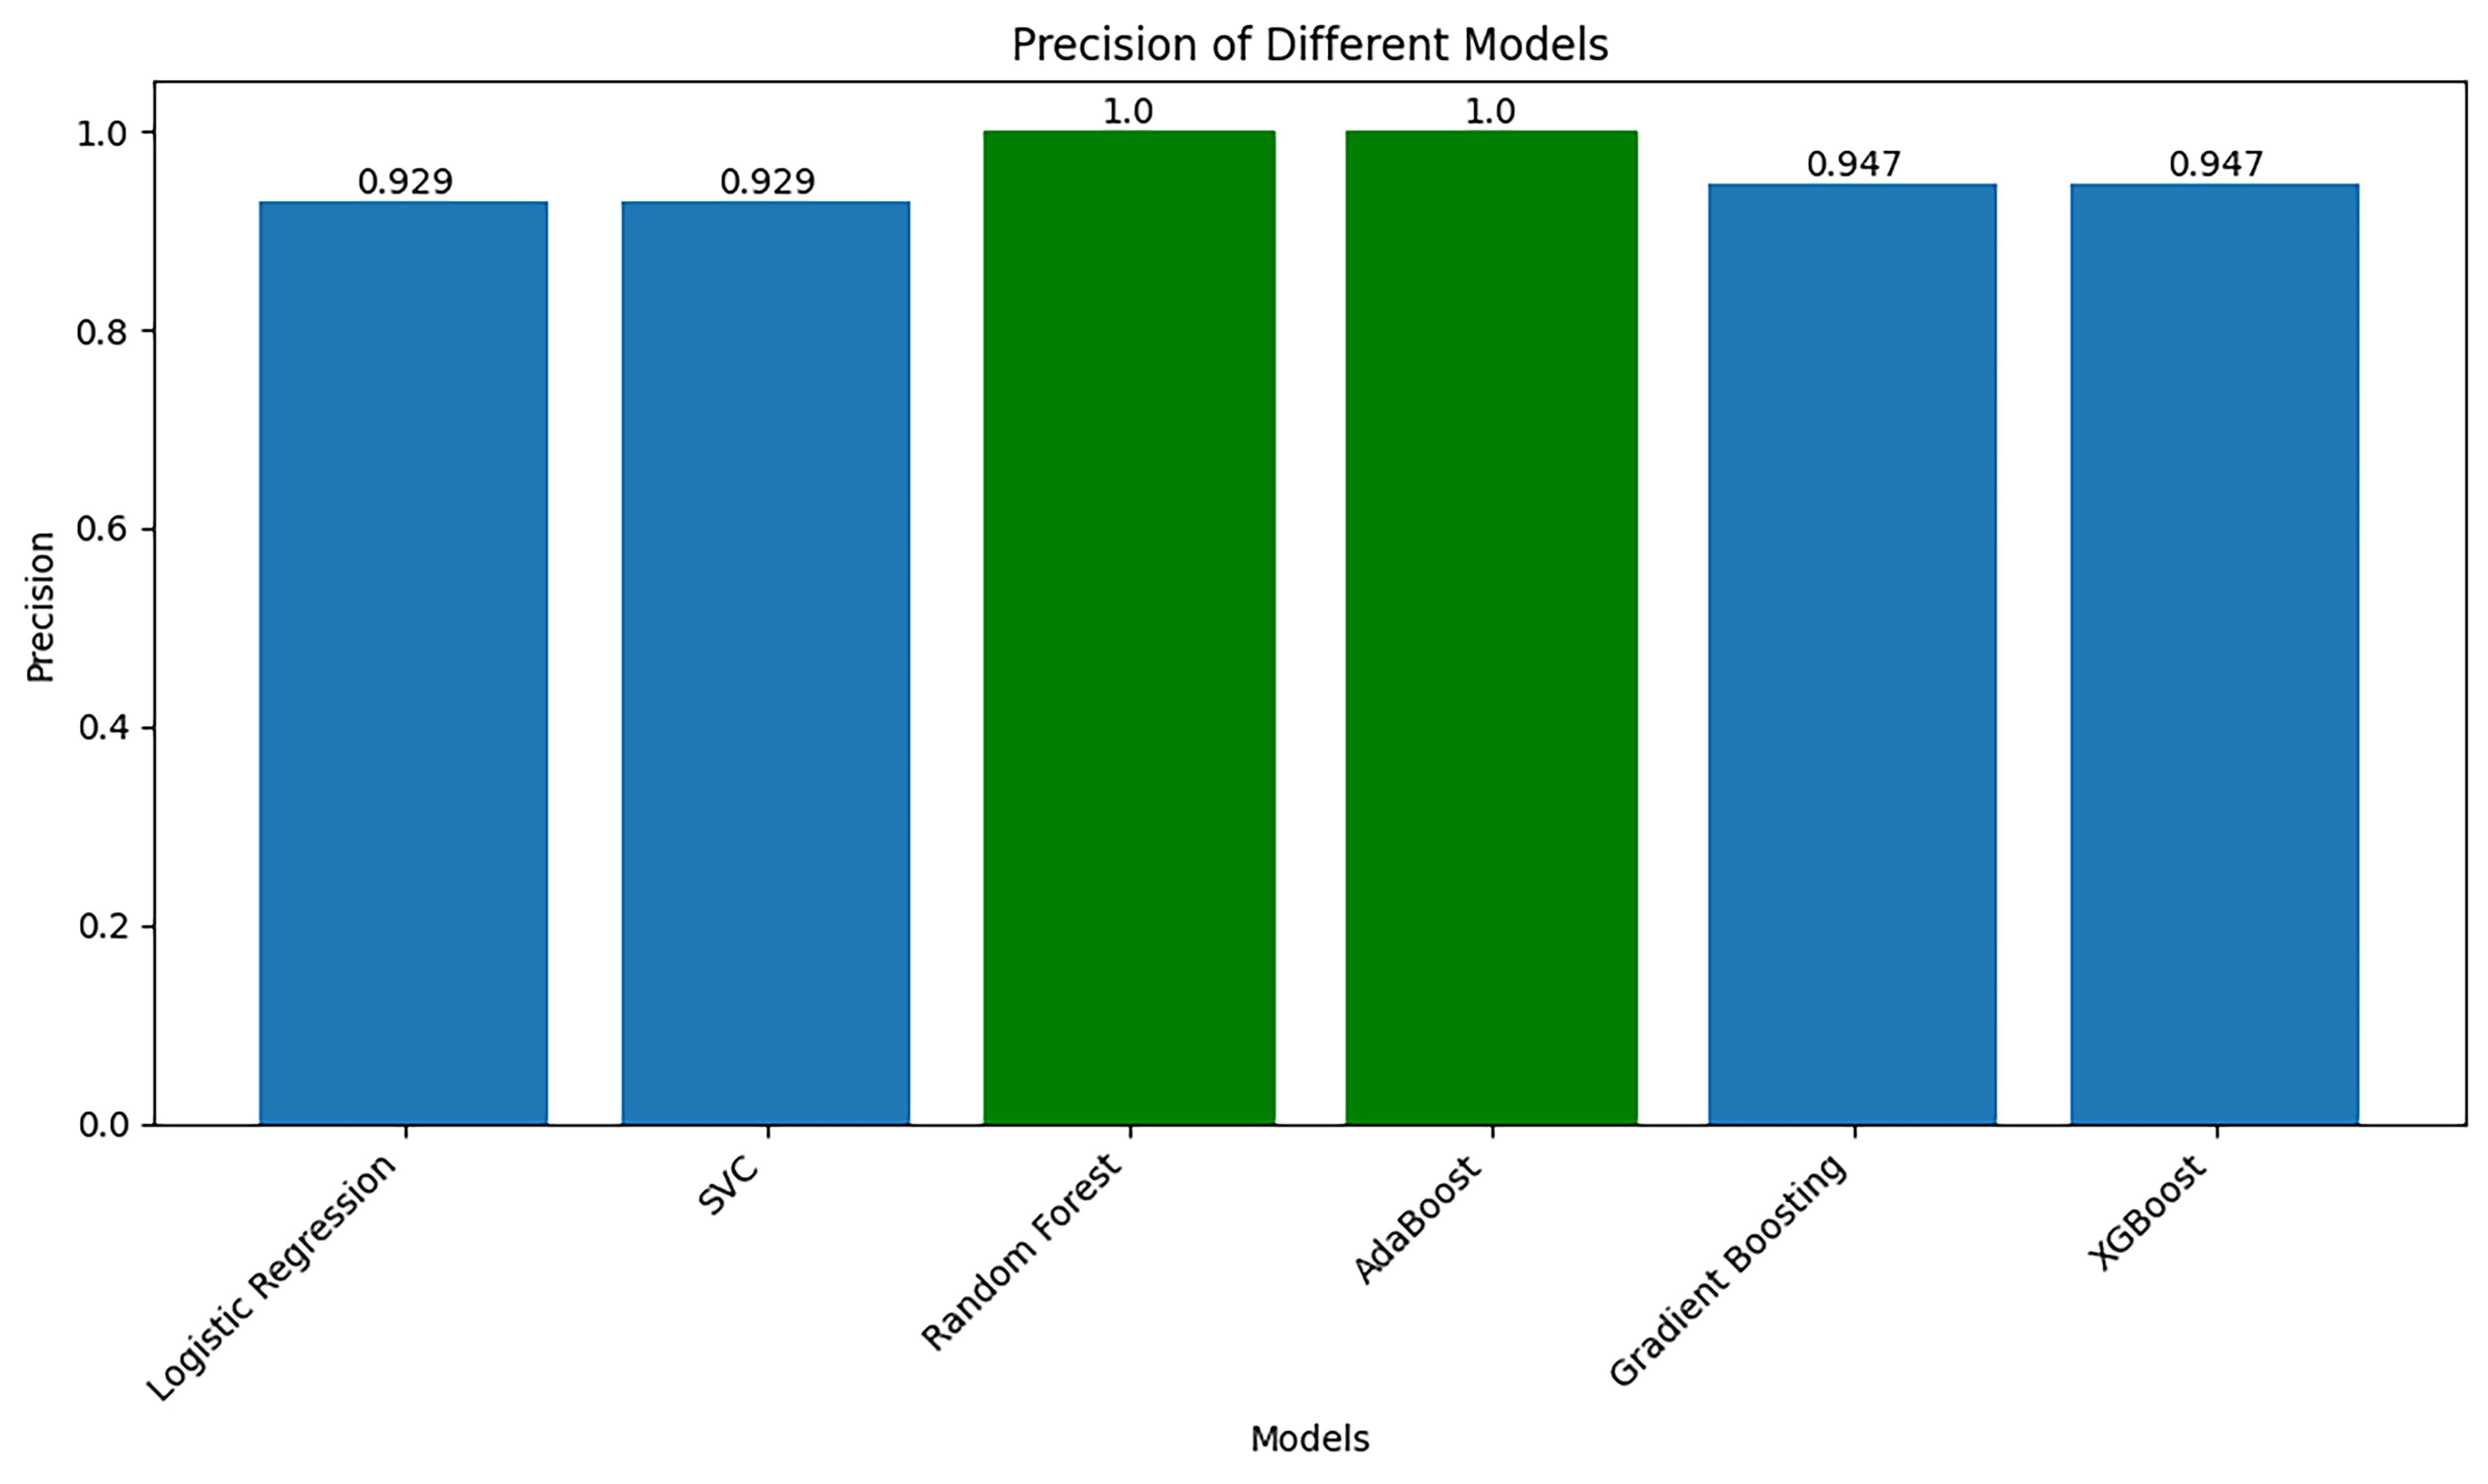 Precision of Different Models
1.0 1.0
0.929 0.929 0.947 0.947
1.0
0.8
0.6
0.4
0.2
0.0
Precision
Logistic Regression
SVC
Random Forest
AdaBoost
Gradient Boosting
XGBoost
Models